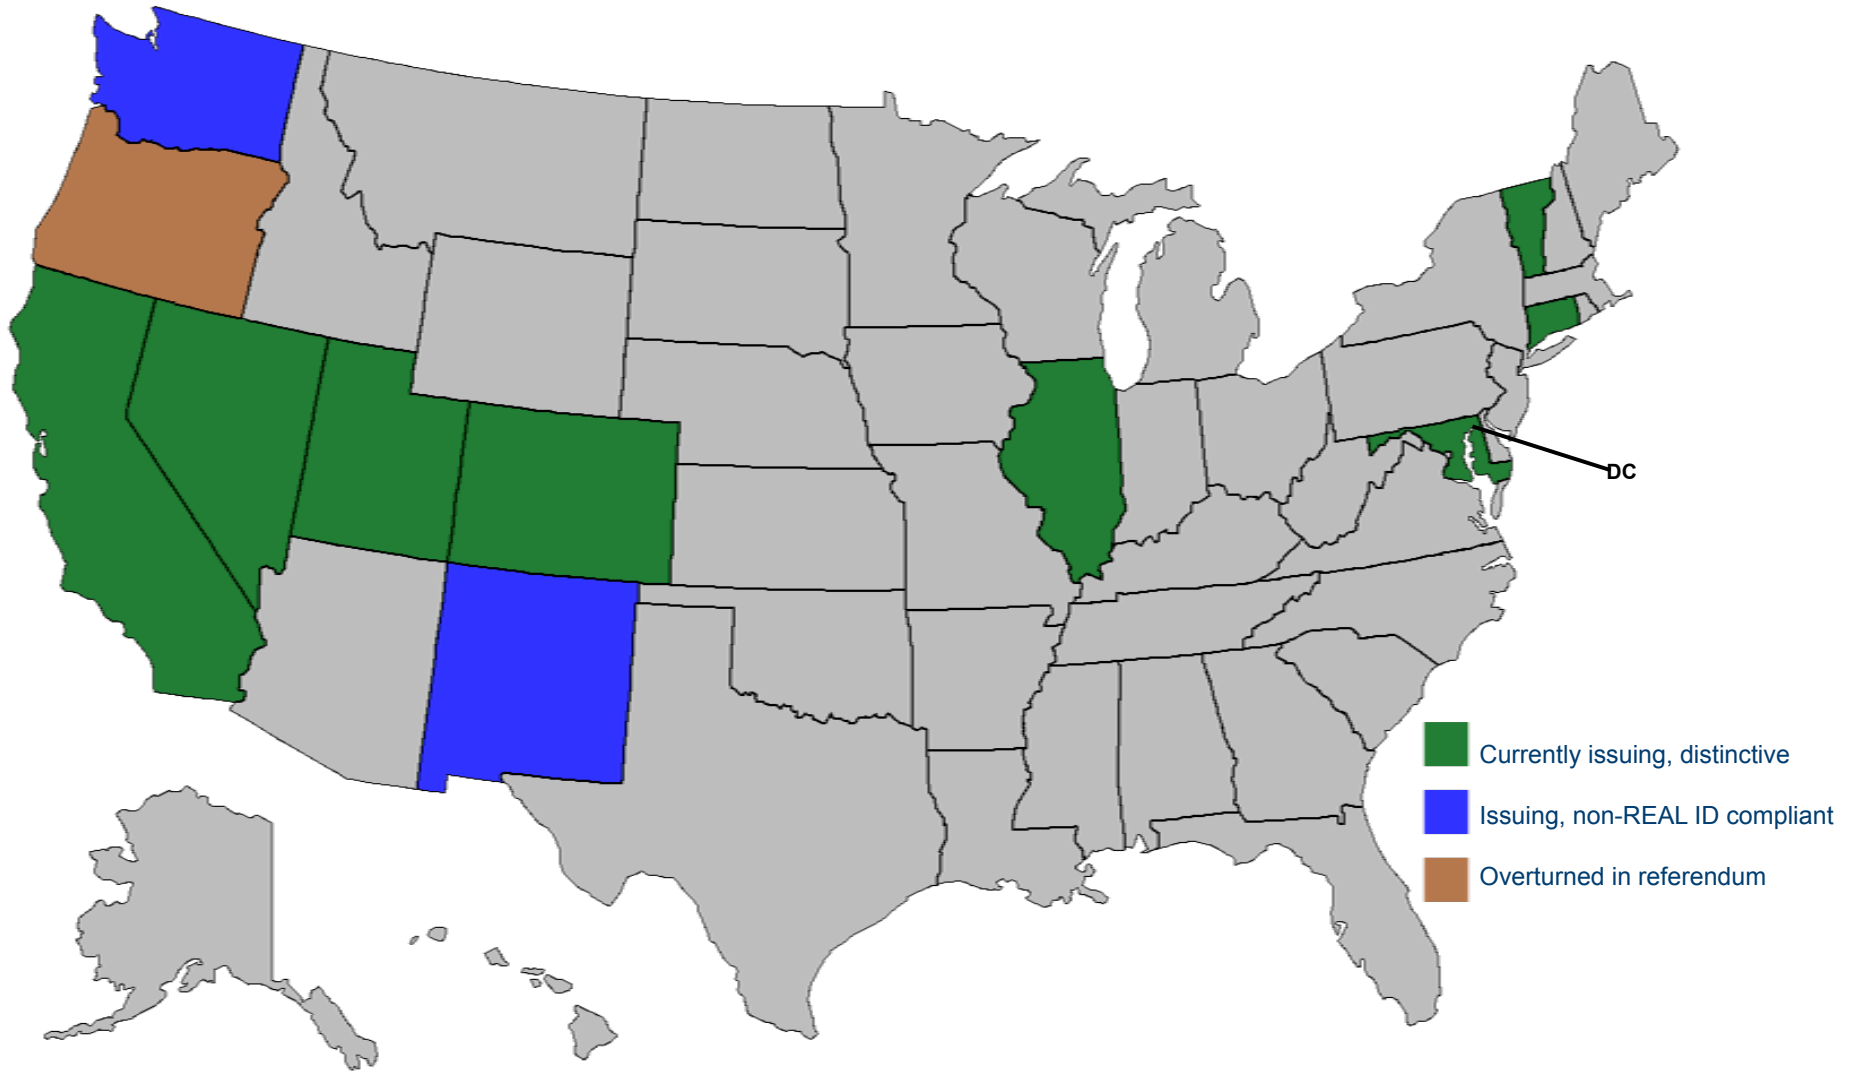 DC
Currently issuing, distinctive
Issuing, non-REAL ID compliant
Overturned in referendum